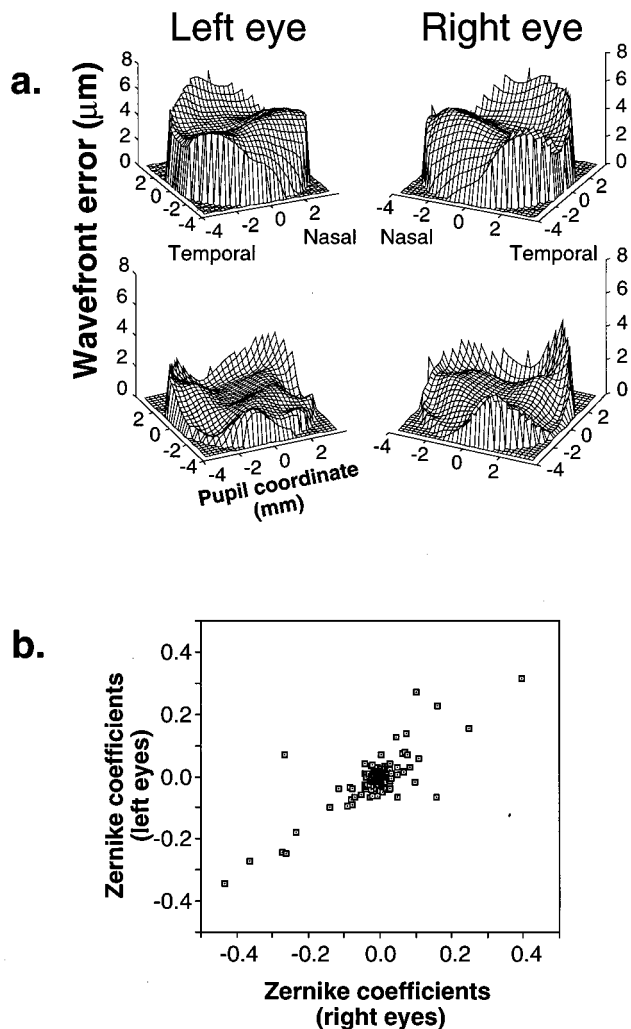 Left eye Right eye
a.
Wavefront error (μm)
8 8
6 6
4 4
2 2
0 0
2 0 -2 -4 -4 -2 0 2 -4 -2 0 2 -4 -2 0 2
Temporal Nasal Nasal Temporal
8 8
6 6
4 4
2 2
0 0
2 0 -2 -4 -4 -2 0 2 -4 -2 0 2 -4 -2 0 2
Pupil coordinate
(mm)
b.
Zernike coefficients
(left eyes)
0.4
0.2
0.0
-0.2
-0.4
-0.4 -0.2 0.0 0.2 0.4
Zernike coefficients
(right eyes)